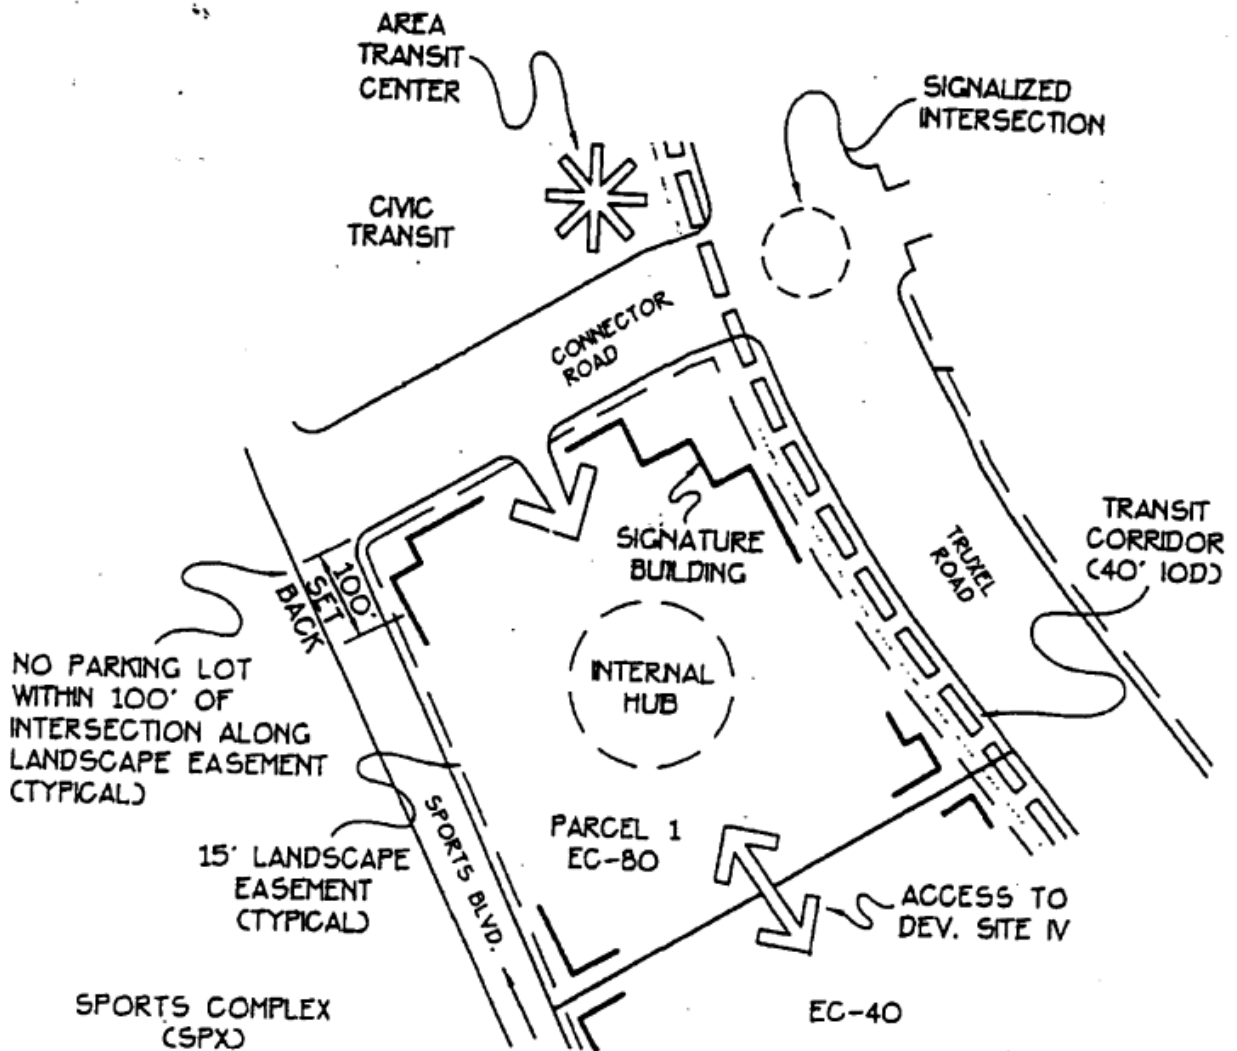 AREA
TRANSIT
CENTER
SIGNALIZED
INTERSECTION
CIVIC
TRANSIT
CONNECTOR
ROAD
SIGNATURE
BUILDING
TRUXEL
ROAD
TRANSIT
CORRIDOR
(40' IOD)
100'
SET
BACK
NO PARKING LOT
WITHIN 100' OF
INTERSECTION ALONG
LANDSCAPE EASEMENT
(TYPICAL)
INTERNAL
HUB
15' LANDSCAPE
EASEMENT
(TYPICAL)
SPORTS BLVD.
PARCEL 1
EC-80
ACCESS TO
DEV. SITE IV
SPORTS COMPLEX
(SPX)
EC-40